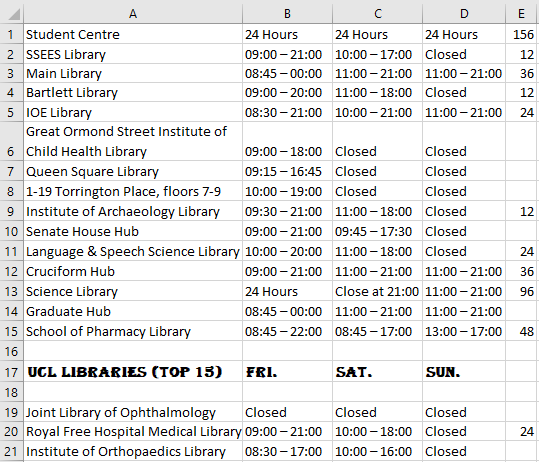 A B C D E
1 Student Centre 24 Hours 24 Hours 24 Hours 156
2 SSEES Library 09:00 – 21:00 10:00 – 17:00 Closed 12
3 Main Library 08:45 – 00:00 11:00 – 21:00 11:00 – 21:00 36
4 Bartlett Library 09:00 – 20:00 11:00 – 18:00 Closed 12
5 IOE Library 08:30 – 21:00 10:00 – 21:00 11:00 – 21:00 24
Great Ormond Street Institute of
6 Child Health Library 09:00 – 18:00 Closed Closed
7 Queen Square Library 09:15 – 16:45 Closed Closed
8 1-19 Torrington Place, floors 7-9 10:00 – 19:00 Closed Closed
9 Institute of Archaeology Library 09:30 – 21:00 11:00 – 18:00 Closed 12
10 Senate House Hub 09:00 – 21:00 09:45 – 17:30 Closed
11 Language & Speech Science Library 10:00 – 20:00 11:00 – 18:00 Closed 24
12 Cruciform Hub 09:00 – 21:00 11:00 – 21:00 11:00 – 21:00 36
13 Science Library 24 Hours Close at 21:00 11:00 – 21:00 96
14 Graduate Hub 08:45 – 00:00 11:00 – 21:00 11:00 – 21:00
15 School of Pharmacy Library 08:45 – 22:00 08:45 – 17:00 13:00 – 17:00 48
16
17 UCL LIBRARIES (TOP 15) FRI. SAT. SUN.
18
19 Joint Library of Ophthalmology Closed Closed Closed
20 Royal Free Hospital Medical Library 09:00 – 21:00 10:00 – 18:00 Closed 24
21 Institute of Orthopaedics Library 08:30 – 17:00 10:00 – 16:00 Closed